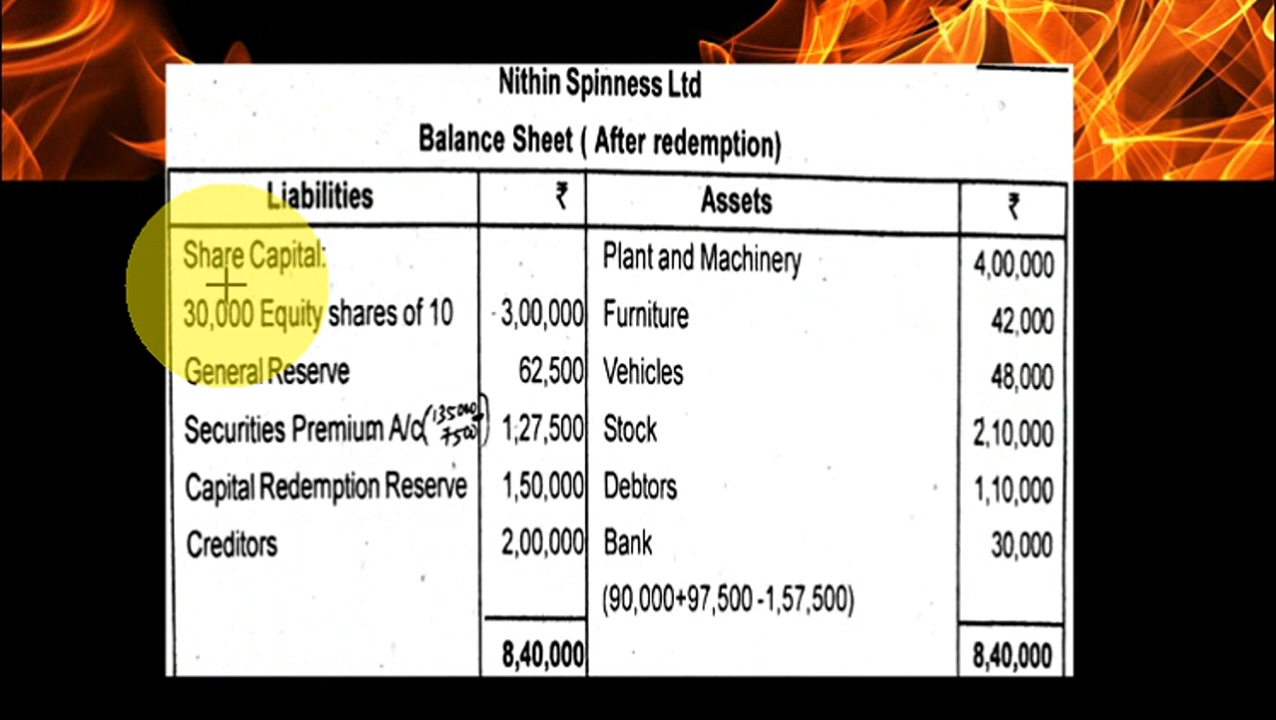 Nithin Spinness Ltd
Balance Sheet ( After redemption)
Liabilities ₹ Assets ₹
Share Capital: Plant and Machinery 4,00,000
30,000 Equity shares of 10 3,00,000 Furniture 42,000
General Reserve 62,500 Vehicles 48,000
Securities Premium A/c (135000 - 7500) 1,27,500 Stock 2,10,000
Capital Redemption Reserve 1,50,000 Debtors 1,10,000
Creditors 2,00,000 Bank 30,000
(90,000+97,500 -1,57,500)
8,40,000 8,40,000